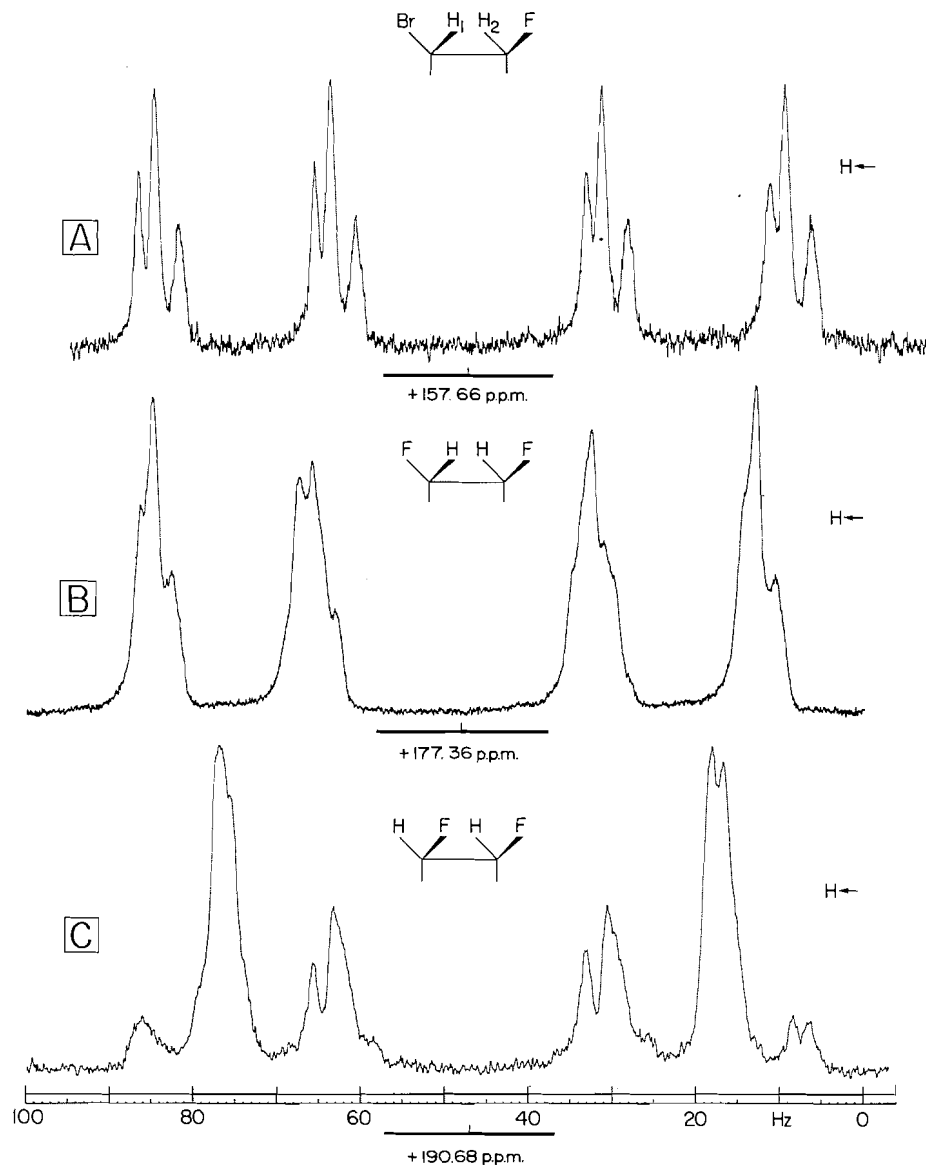 Br H₁ H₂ F
H←
A
+157.66 p.p.m.
F H H F
H←
B
+177.36 p.p.m.
H F H F
H←
C
100 80 60 40 20 Hz 0
+190.68 p.p.m.